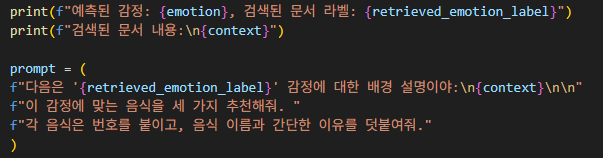 print(f"예측된 감정: {emotion}, 검색된 문서 라벨: {retrieved_emotion_label}")
print(f"검색된 문서 내용:\n{context}")
prompt = (
f"다음은 '{retrieved_emotion_label}' 감정에 대한 배경 설명이야:\n{context}\n\n"
f"이 감정에 맞는 음식을 세 가지 추천해줘. "
f"각 음식은 번호를 붙이고, 음식 이름과 간단한 이유를 덧붙여줘."
)